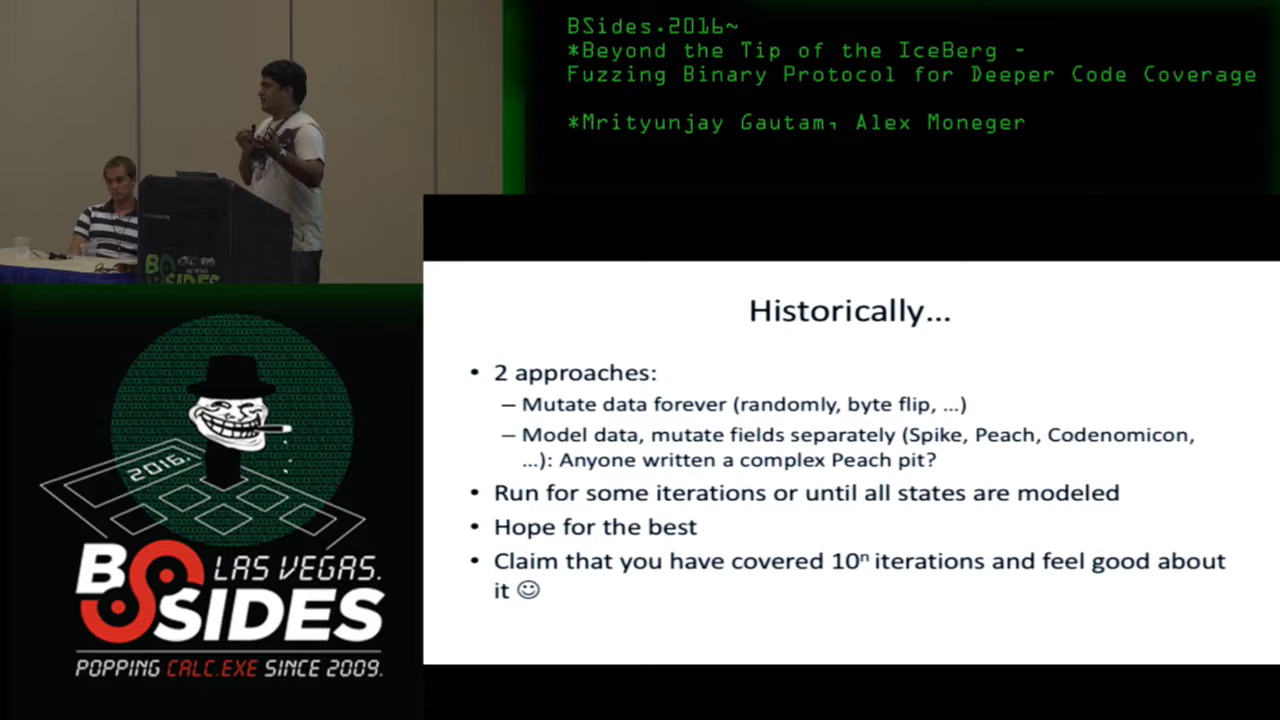 BSides.2016~
*Beyond the Tip of the IceBerg -
Fuzzing Binary Protocol for Deeper Code Coverage
*Mrityunjay Gautam, Alex Moneger
Historically...
• 2 approaches:
– Mutate data forever (randomly, byte flip, ...)
– Model data, mutate fields separately (Spike, Peach, Codenomicon,
...): Anyone written a complex Peach pit?
• Run for some iterations or until all states are modeled
• Hope for the best
• Claim that you have covered 10ⁿ iterations and feel good about
it ☺
BSIDES
2016.
BSIDES
LAS VEGAS.
POPPING CALC.EXE SINCE 2009.